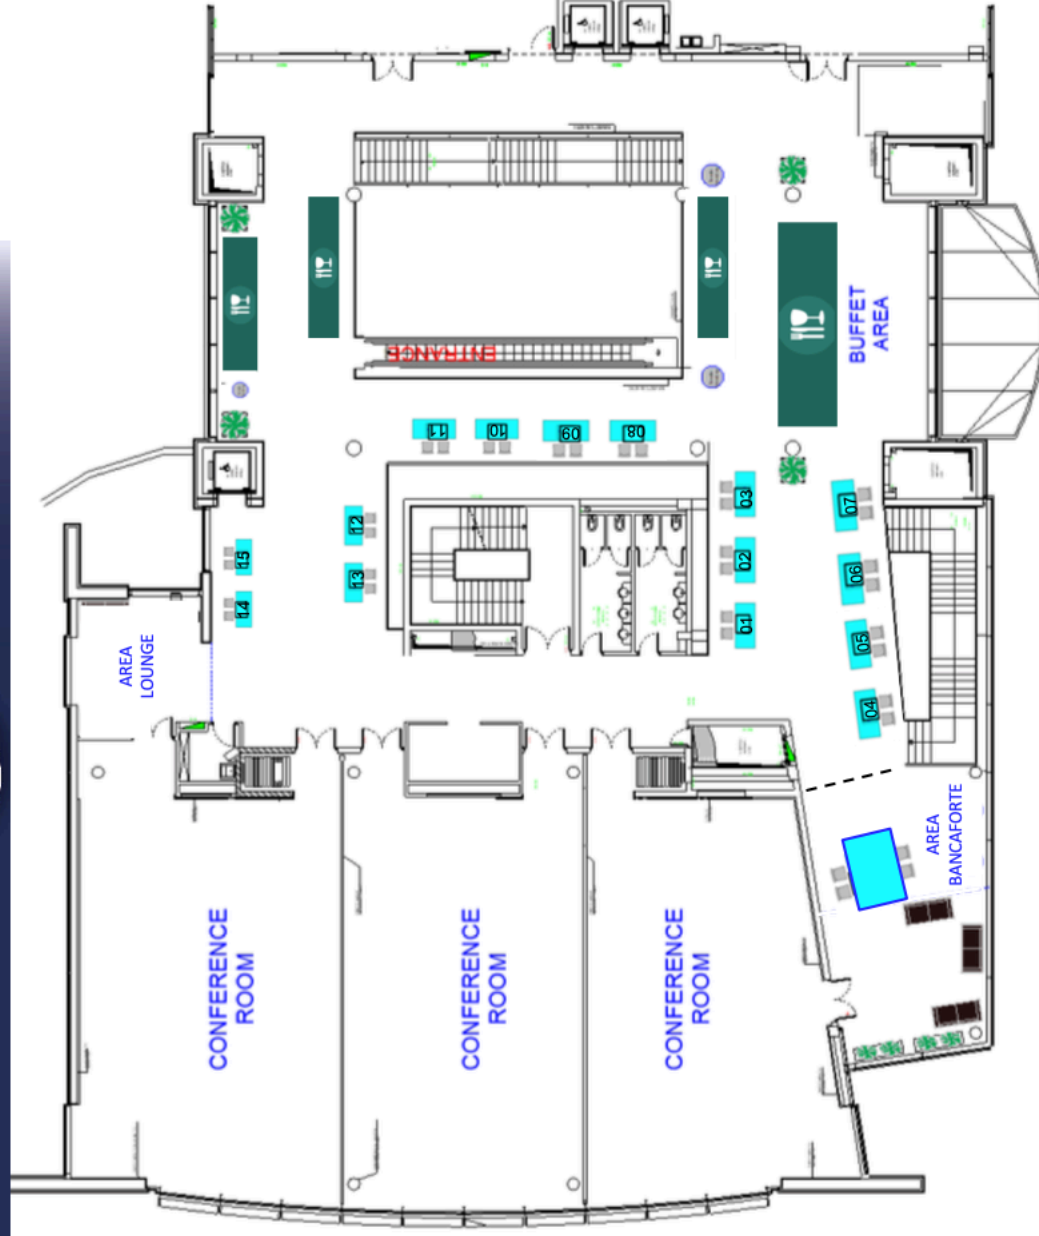 BUFFET
AREA
ENTRANCE
11
10
09
08
03
07
12
02
06
13
15
01
05
14
04
AREA
LOUNGE
AREA
BANCAFORTE
CONFERENCE
ROOM
CONFERENCE
ROOM
CONFERENCE
ROOM